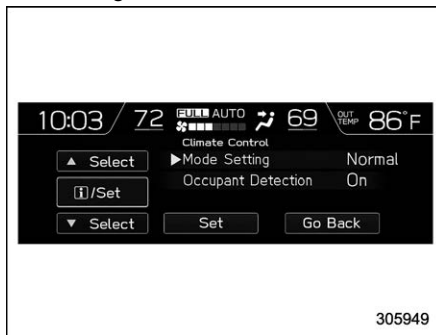 10:03 72 FULL AUTO 69 OUT TEMP 86°F
Climate Control
▲ Select ▶Mode Setting Normal
i/Set Occupant Detection On
▼ Select Set Go Back
305949